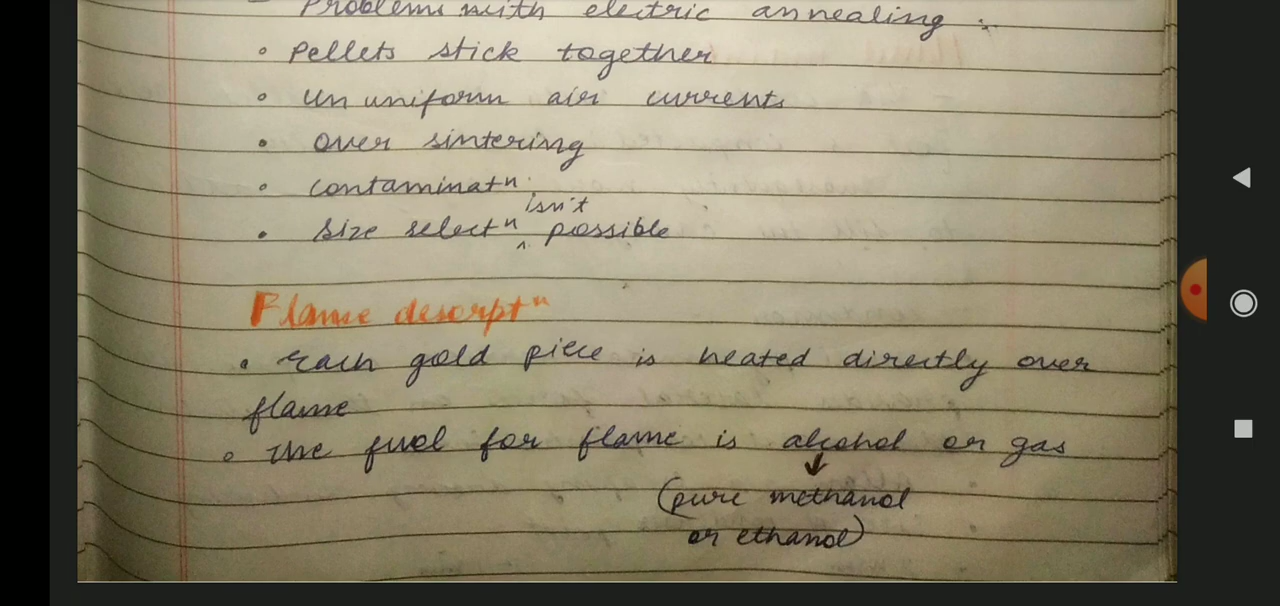 Problems with electric annealing :
• Pellets stick together
• un uniform air currents
• over sintering
• contaminatⁿ
isn't
• size selectⁿ ^ possible
Flame desorptⁿ
• Each gold piece is heated directly over
flame
• The fuel for flame is alcohol or gas
(pure methanol
or ethanol)